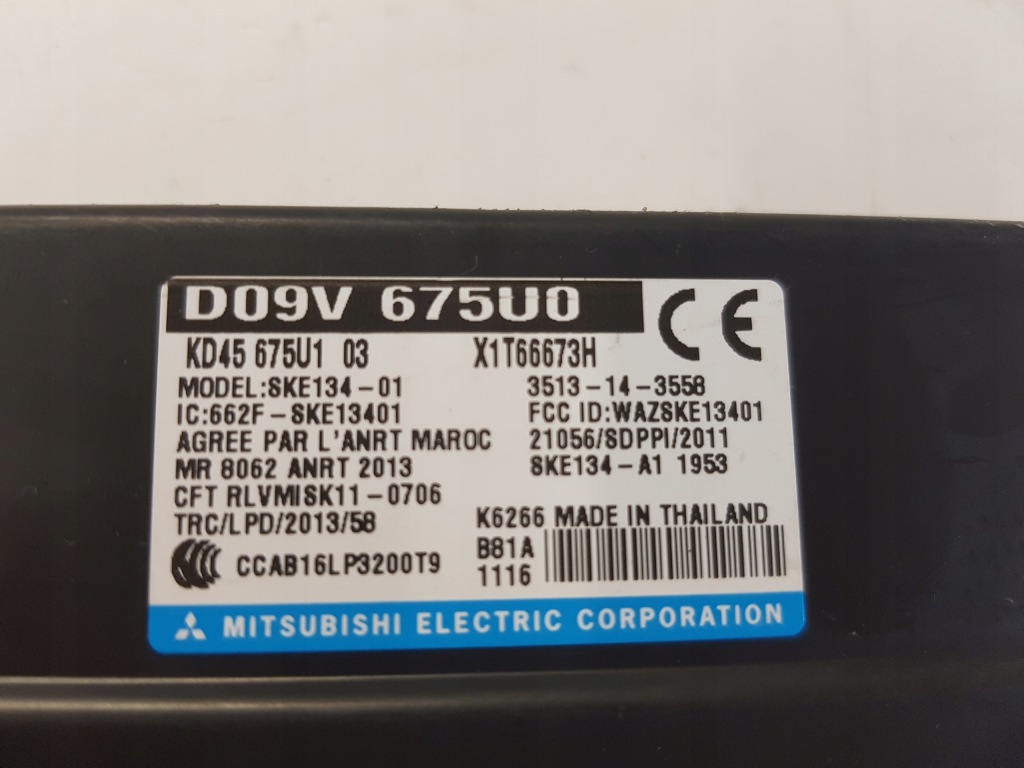 D09V 675U0
CE
KD45 675U1 03 X1T66673H
MODEL:SKE134-01 3513-14-3558
IC:662F-SKE13401 FCC ID:WAZSKE13401
AGREE PAR L'ANRT MAROC 21056/SDPPI/2011
MR 8062 ANRT 2013 SKE134-A1 1953
CFT RLVMISK11-0706
TRC/LPD/2013/58 K6266 MADE IN THAILAND
B81A
CCAB16LP3200T9 1116
MITSUBISHI ELECTRIC CORPORATION